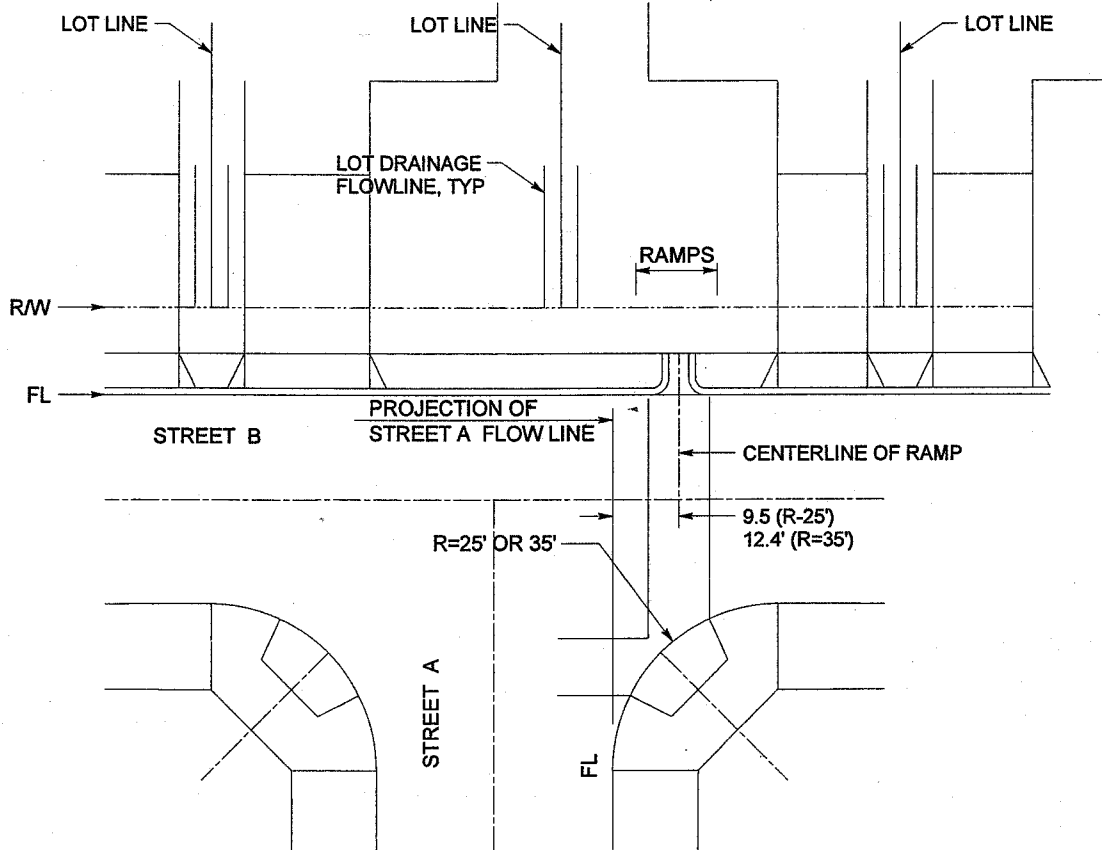 LOT LINE
LOT LINE
LOT LINE
LOT DRAINAGE
FLOWLINE, TYP
RAMPS
R/W
FL
PROJECTION OF
STREET A FLOW LINE
STREET B
CENTERLINE OF RAMP
9.5 (R-25')
12.4' (R=35')
R=25' OR 35'
STREET A
FL